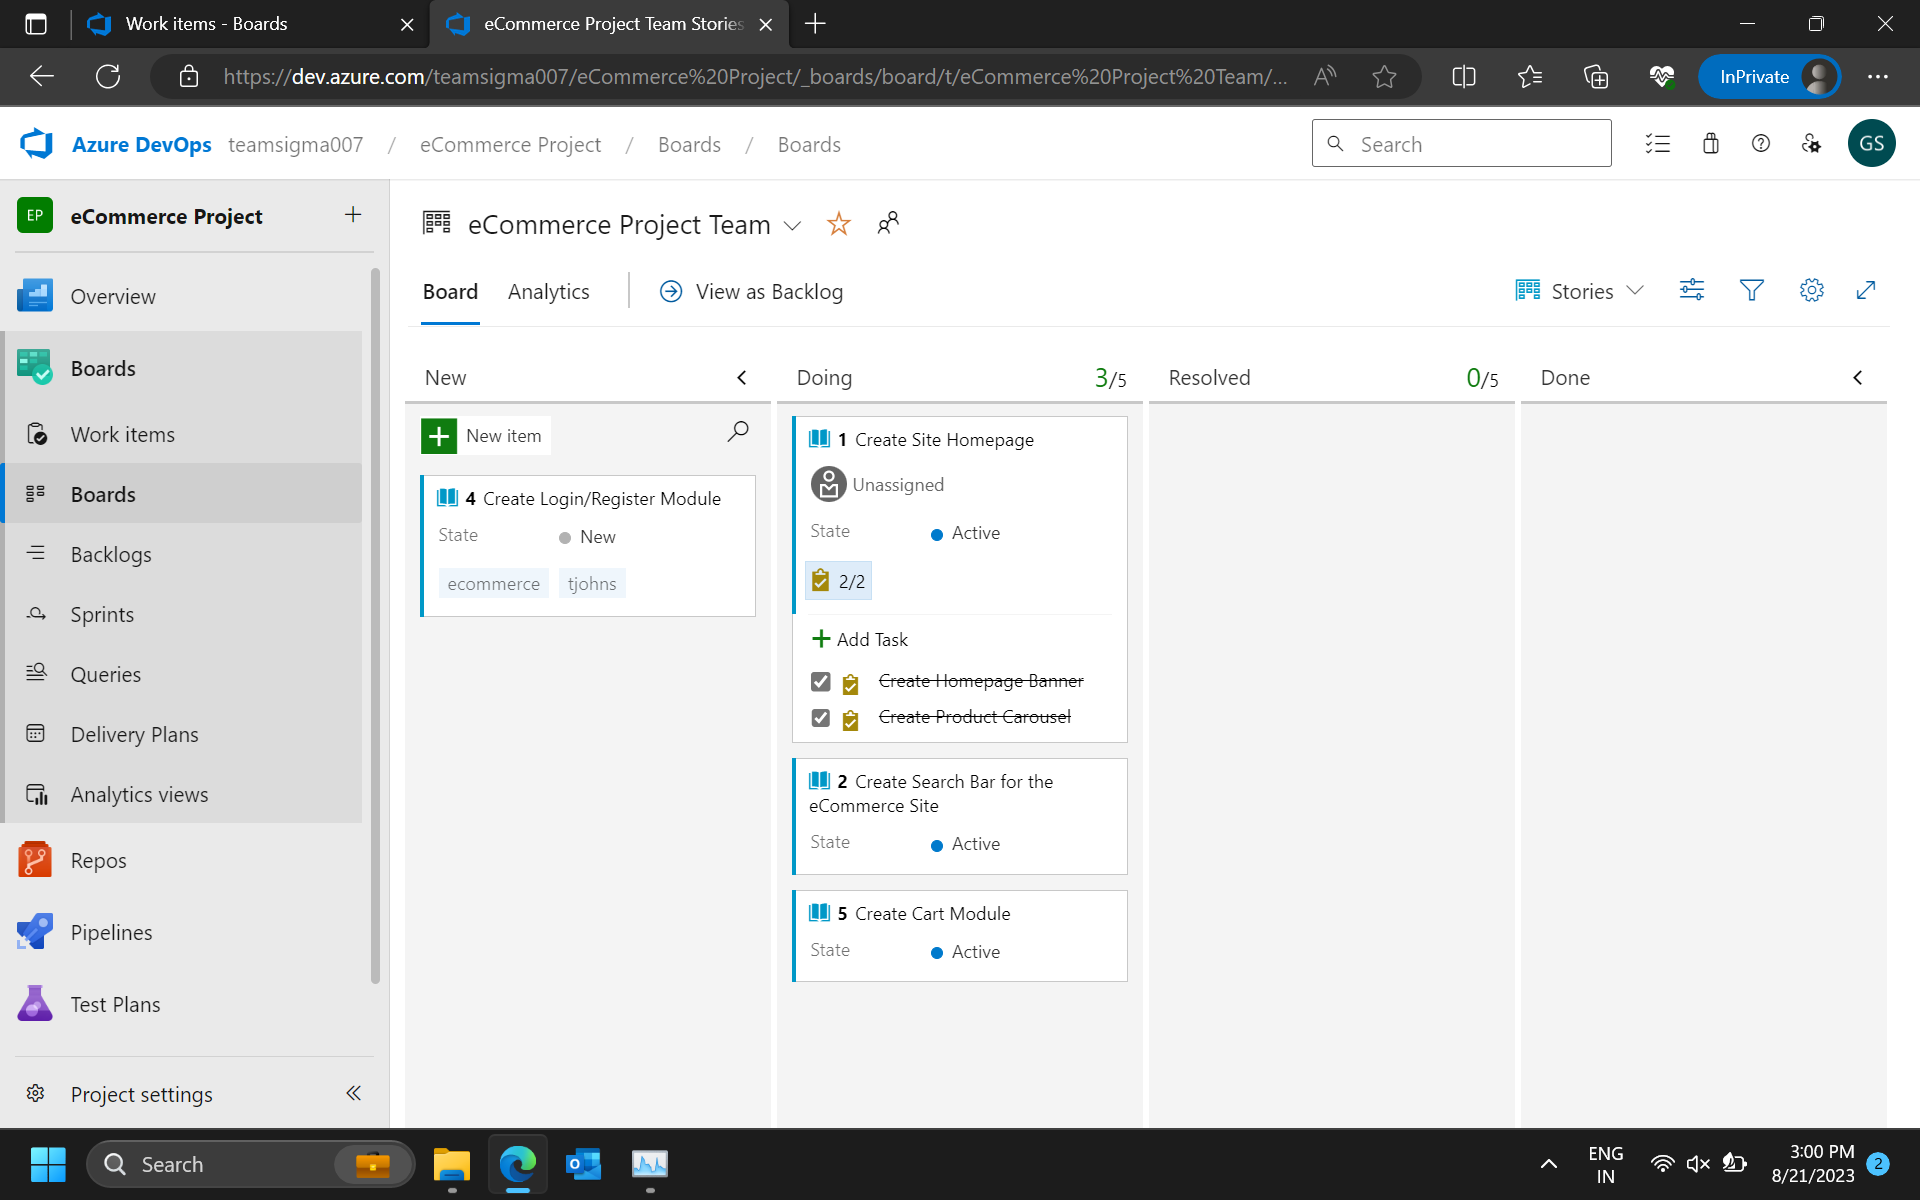 Work items - Boards
eCommerce Project Team Stories
https://dev.azure.com/teamsigma007/eCommerce%20Project/_boards/board/t/eCommerce%20Project%20Team/...
InPrivate
Azure DevOps
teamsigma007 / eCommerce Project / Boards / Boards
Search
GS
EP
eCommerce Project
Overview
Boards
Work items
Boards
Backlogs
Sprints
Queries
Delivery Plans
Analytics views
Repos
Pipelines
Test Plans
Project settings
eCommerce Project Team
Board
Analytics
View as Backlog
Stories
New
Doing
3/5
Resolved
0/5
Done
New item
4 Create Login/Register Module
State
New
ecommerce
tjohns
1 Create Site Homepage
Unassigned
State
Active
2/2
Add Task
Create Homepage Banner
Create Product Carousel
2 Create Search Bar for the
eCommerce Site
State
Active
5 Create Cart Module
State
Active
Search
ENG
IN
3:00 PM
8/21/2023
2